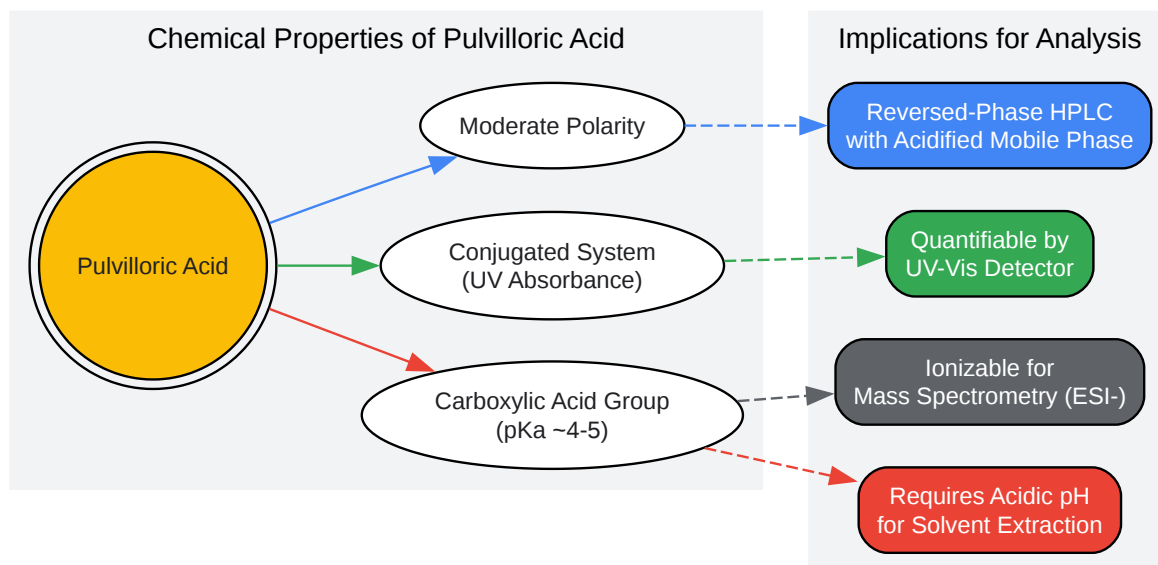 Chemical Properties of Pulvilloric Acid
Implications for Analysis
Pulvilloric Acid
Moderate Polarity
Reversed-Phase HPLC
with Acidified Mobile Phase
Conjugated System
(UV Absorbance)
Quantifiable by
UV-Vis Detector
Carboxylic Acid Group
(pKa ~4-5)
Ionizable for
Mass Spectrometry (ESI-)
Requires Acidic pH
for Solvent Extraction